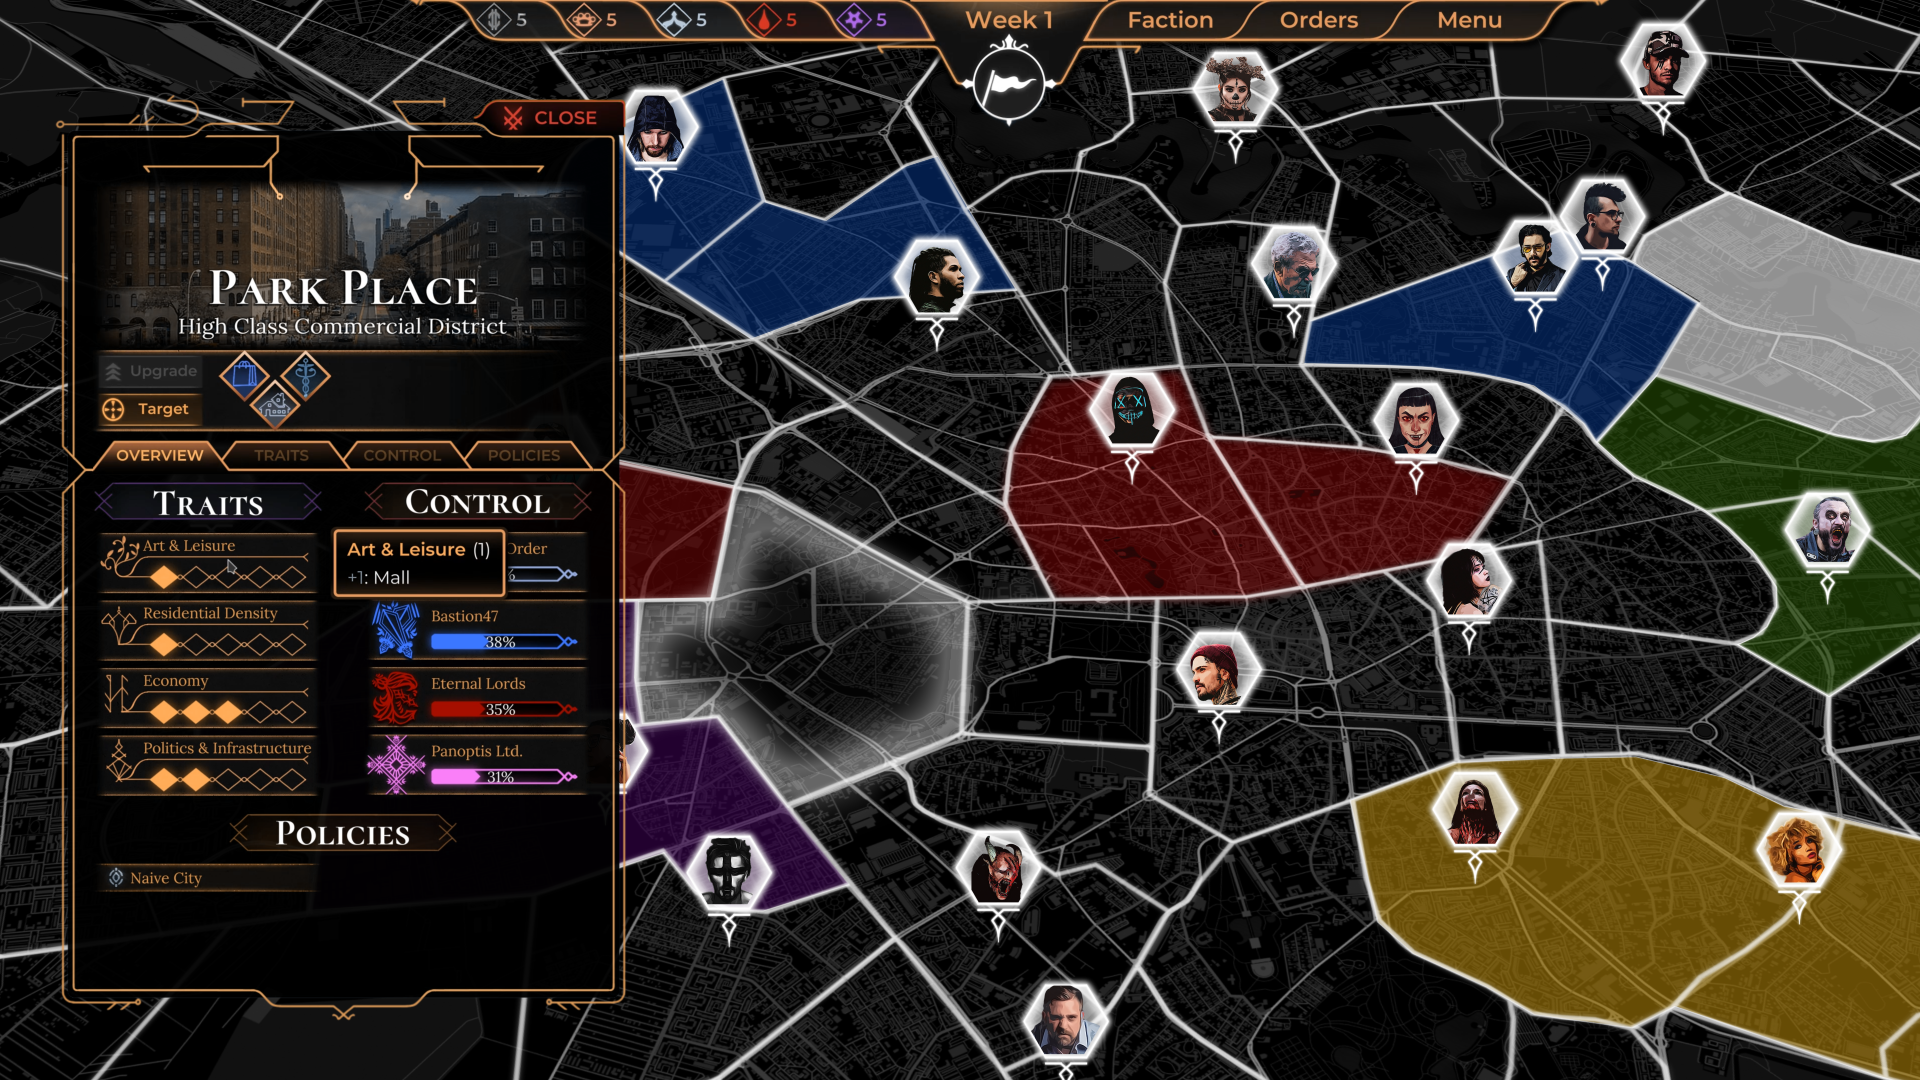 5 5 5 5 5 Week 1 Faction Orders Menu
CLOSE
PARK PLACE
High Class Commercial District
Upgrade
Target
OVERVIEW TRAITS CONTROL POLICIES
TRAITS CONTROL
Art & Leisure
Order
Art & Leisure (1)
+1: Mall
Residential Density
Bastion47
38%
Economy
Eternal Lords
35%
Politics & Infrastructure
Panoptis Ltd.
31%
POLICIES
Naive City